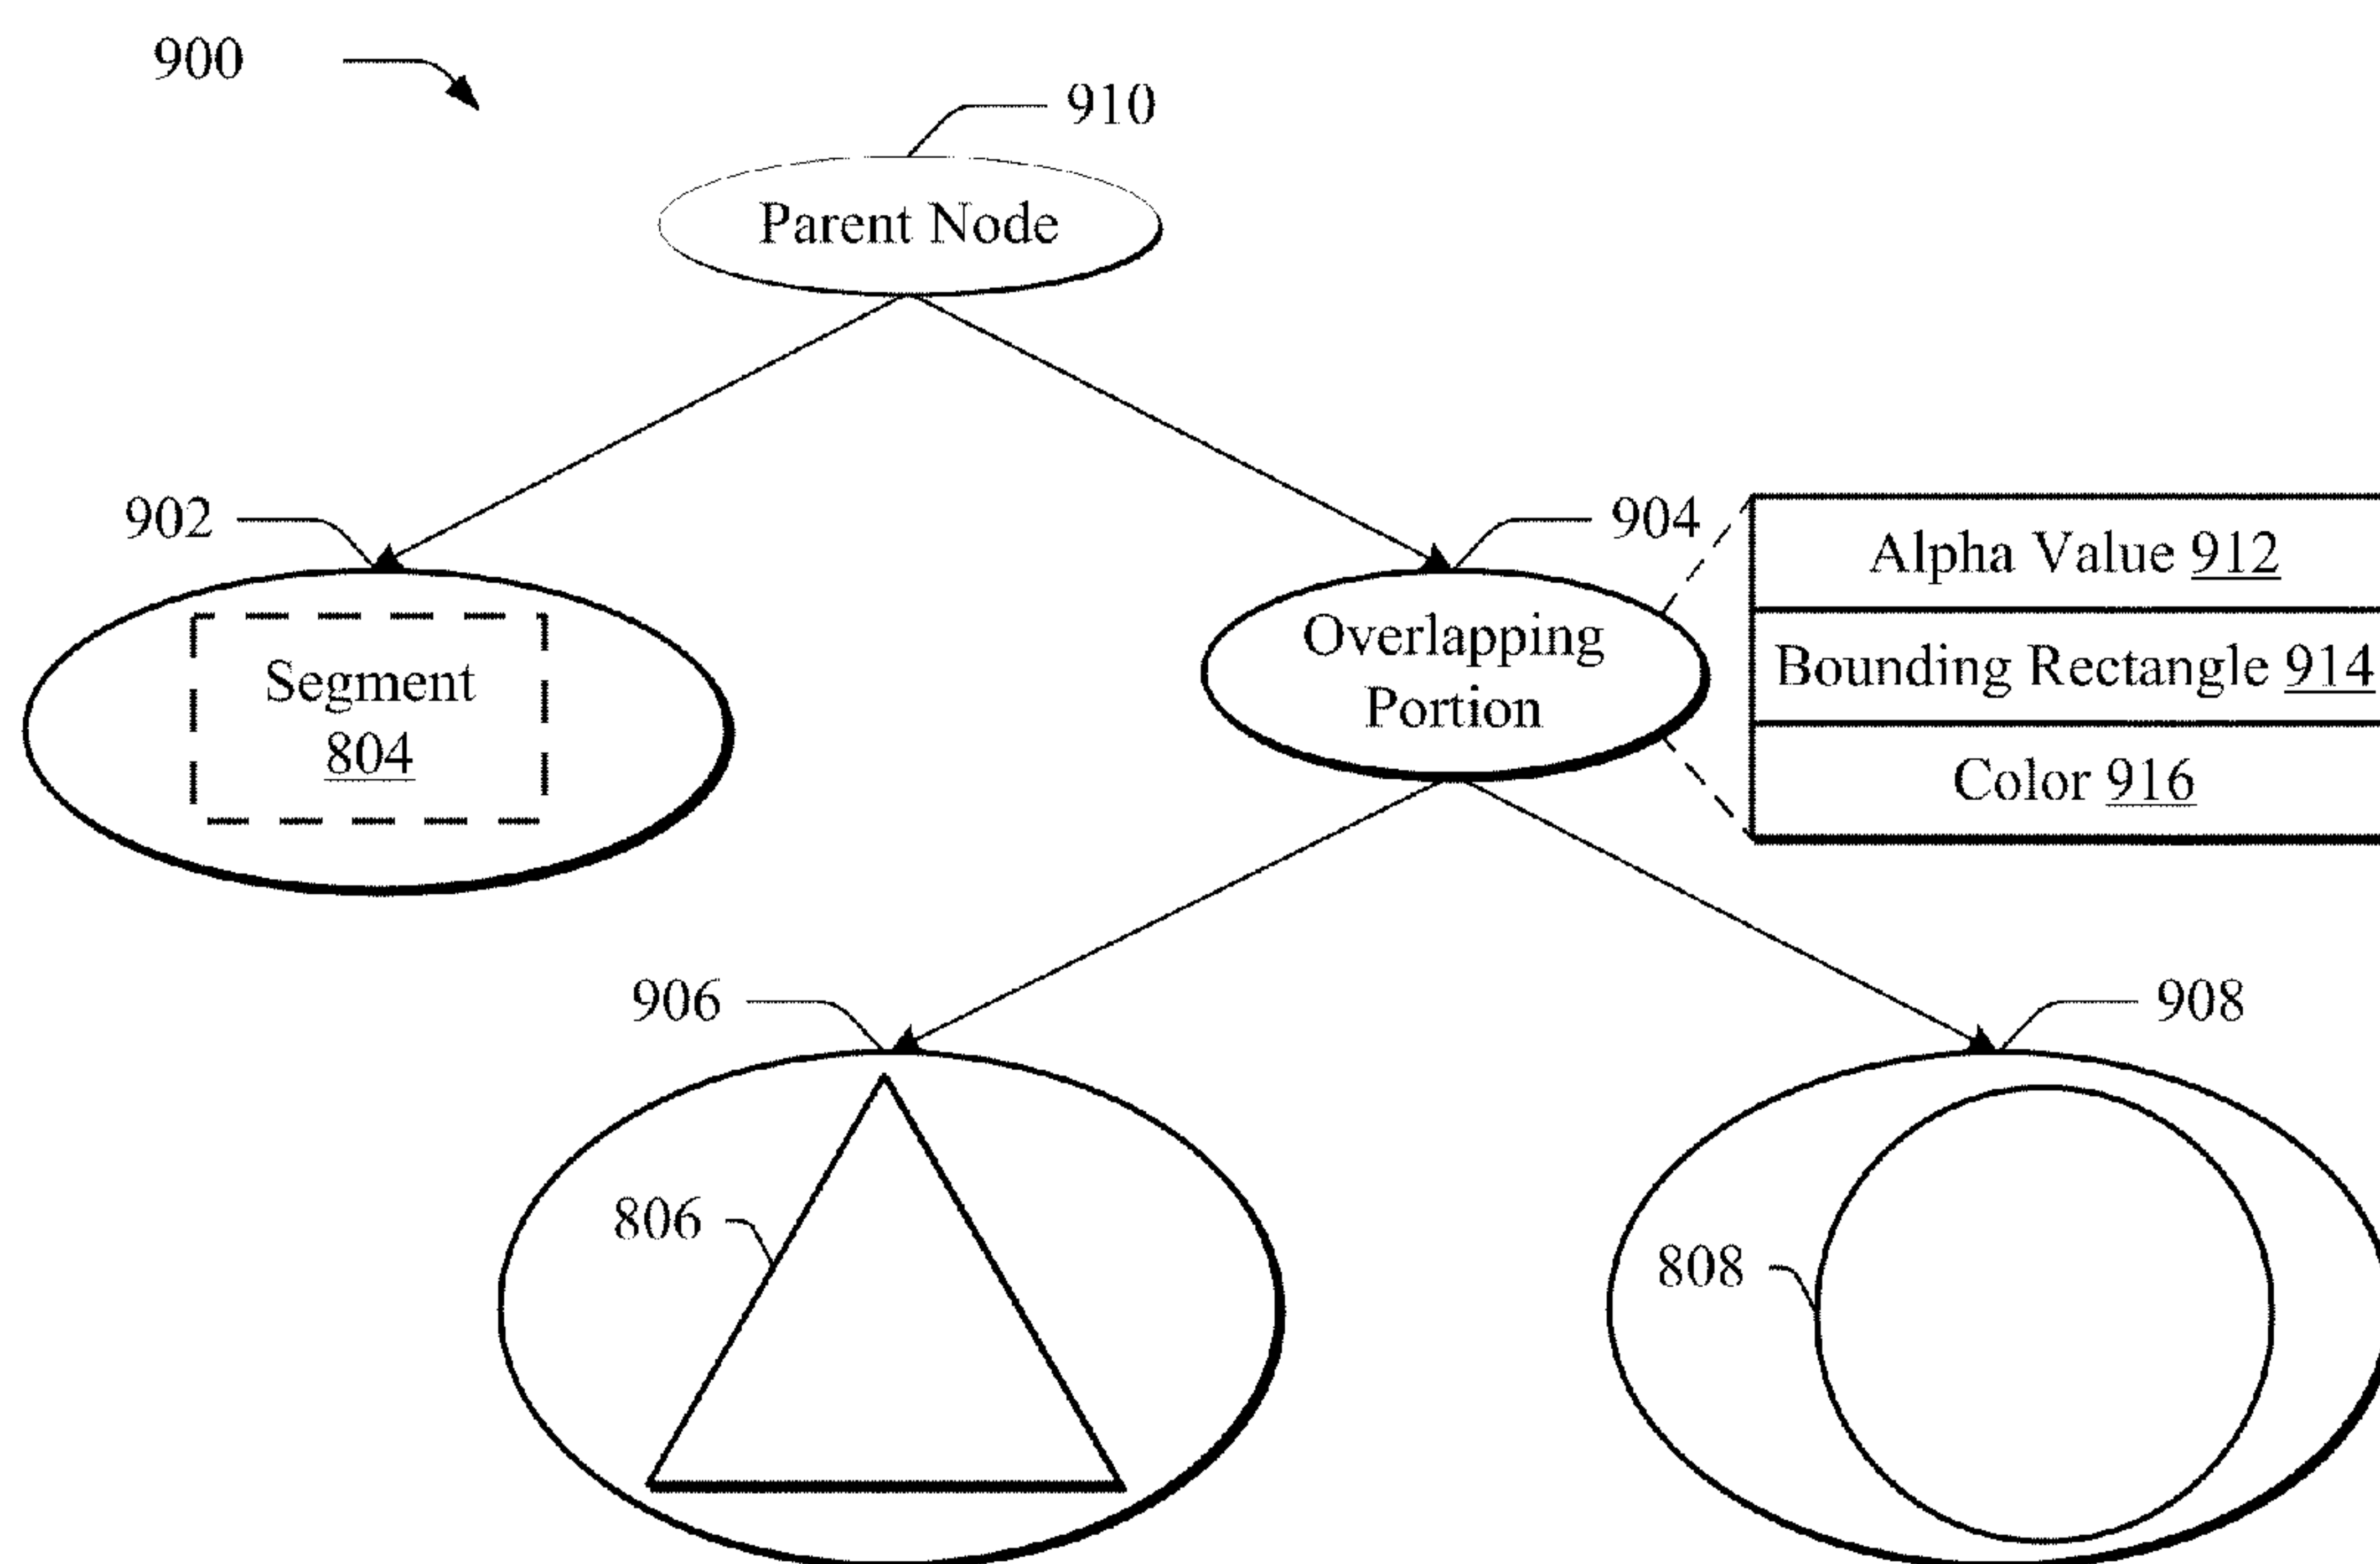 900
910
Parent Node
902
904
Segment
804
Overlapping
Portion
Alpha Value 912
Bounding Rectangle 914
Color 916
906
908
806
808